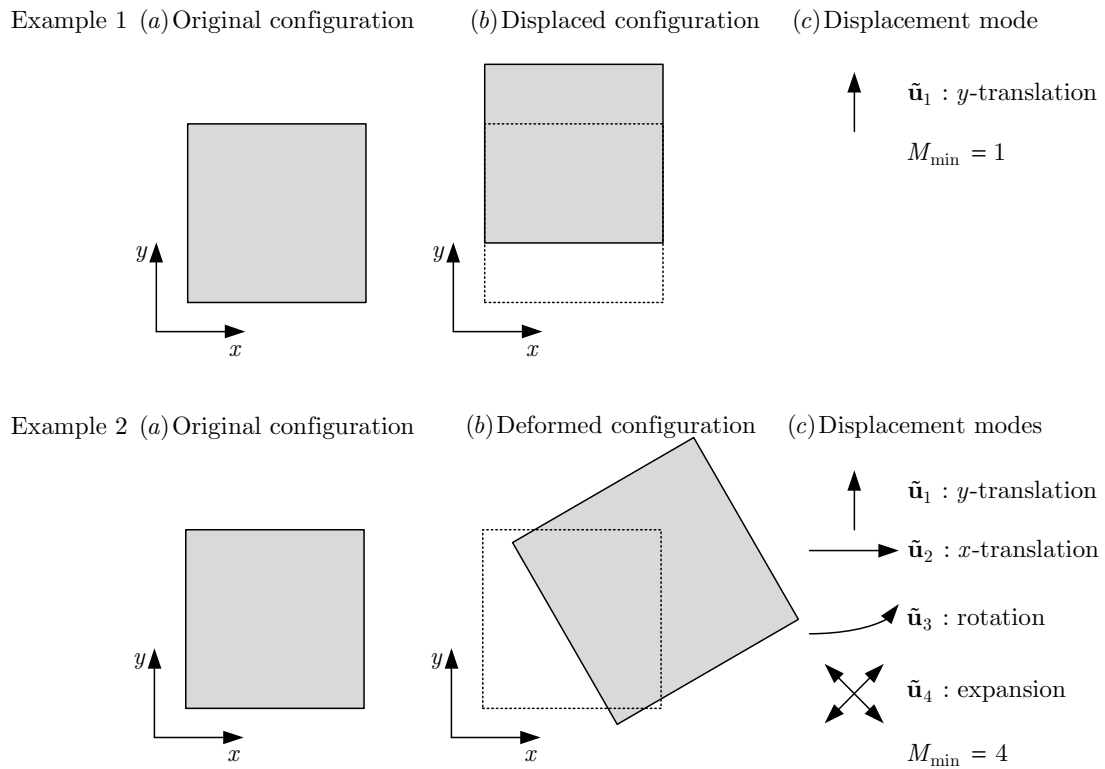 Example 1 (a) Original configuration (b) Displaced configuration (c) Displacement mode
ũ₁ : y-translation
M_min = 1
y
x
y
x
Example 2 (a) Original configuration (b) Deformed configuration (c) Displacement modes
ũ₁ : y-translation
ũ₂ : x-translation
ũ₃ : rotation
y
x
y
x
ũ₄ : expansion
M_min = 4